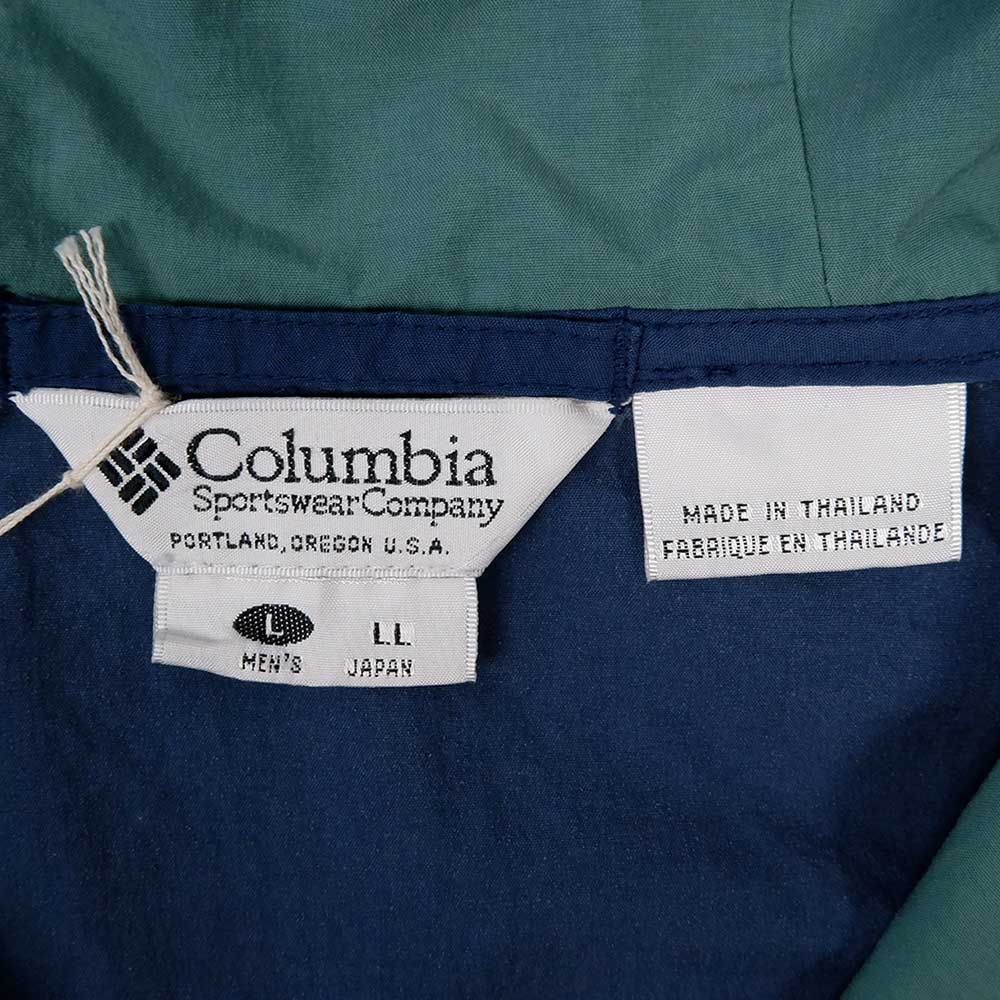 Columbia
Sportswear Company
PORTLAND, OREGON U.S.A.
L
MEN'S
L.L.
JAPAN
MADE IN THAILAND
FABRIQUE EN THAILANDE